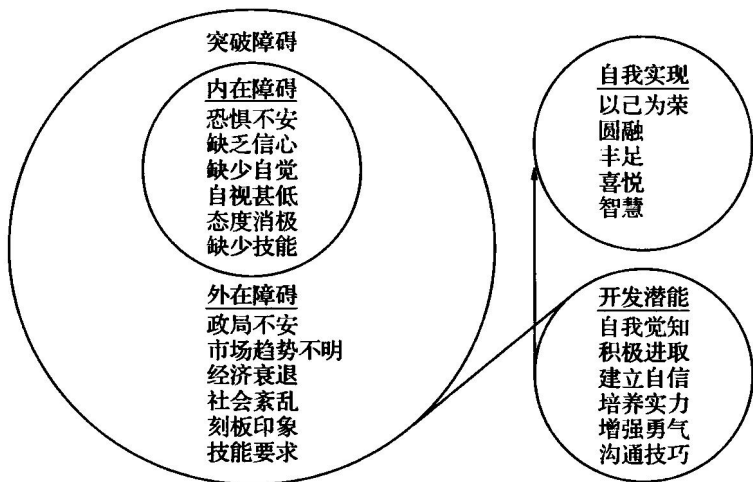 突破障碍
内在障碍
恐惧不安
缺乏信心
缺少自觉
自视甚低
态度消极
缺少技能
外在障碍
政局不安
市场趋势不明
经济衰退
社会紊乱
刻板印象
技能要求
自我实现
以己为荣
圆融
丰足
喜悦
智慧
开发潜能
自我觉知
积极进取
建立自信
培养实力
增强勇气
沟通技巧